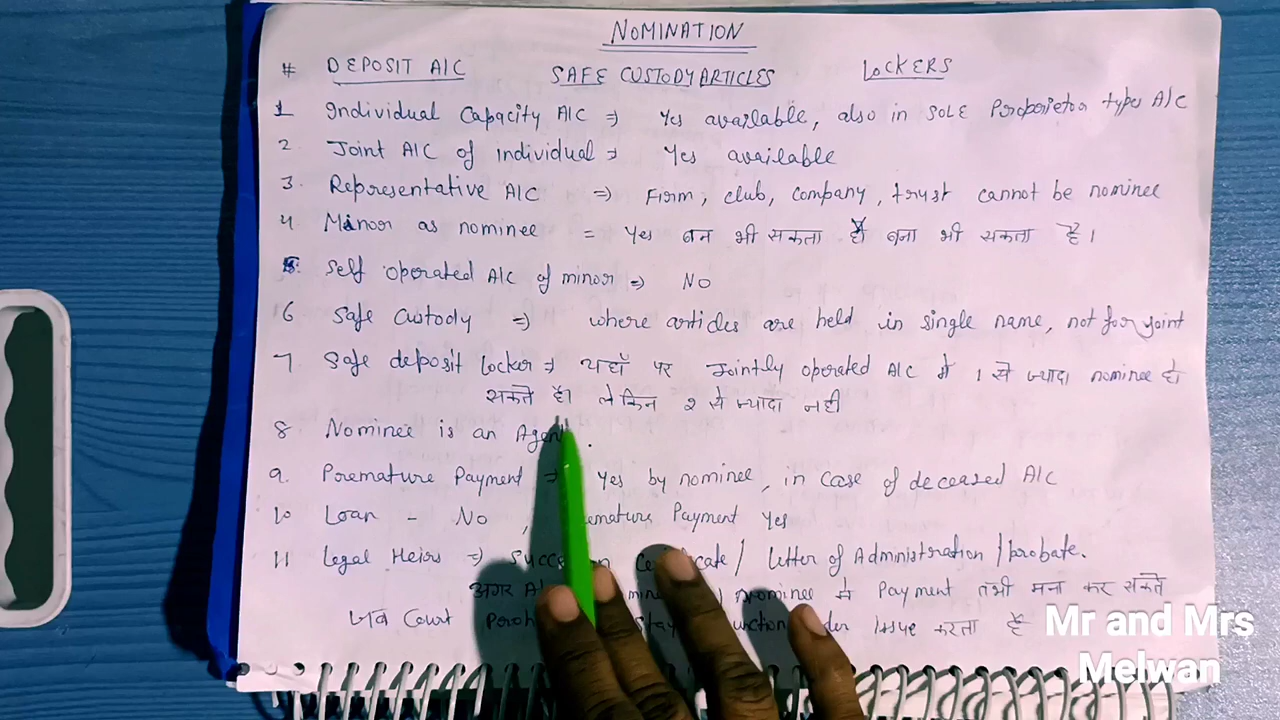 NOMINATION
# DEPOSIT A/C SAFE CUSTODY ARTICLES LOCKERS
1 Individual Capacity A/C ⇒ Yes available, also in SOLE Proporietor types A/C
2 Joint A/C of individual ⇒ Yes available
3. Representative A/C ⇒ Firm, club, company, trust cannot be nominee
4 Minor as nominee = Yes बन भी सकता है बना भी सकता है।
5. Self operated A/C of minor ⇒ No
6 Safe Custody ⇒ where articles are held in single name, not for joint
7 Safe deposit Locker ⇒ यहाँ पर Jointly operated A/C में 1 से ज्यादा nominee हो
सकते हैं। लेकिन 2 से ज्यादा नही
8 Nominee is an Agent.
9. Premature Payment ⇒ Yes by nominee, in case of deceased A/C
10 Loan - No, Payment Yes
11 Legal Heirs ⇒ / Letter of Administration / probate.
अगर nominee में Payment तभी मना कर सकते
जब Court issue करता है
Mr and Mrs
Melwan